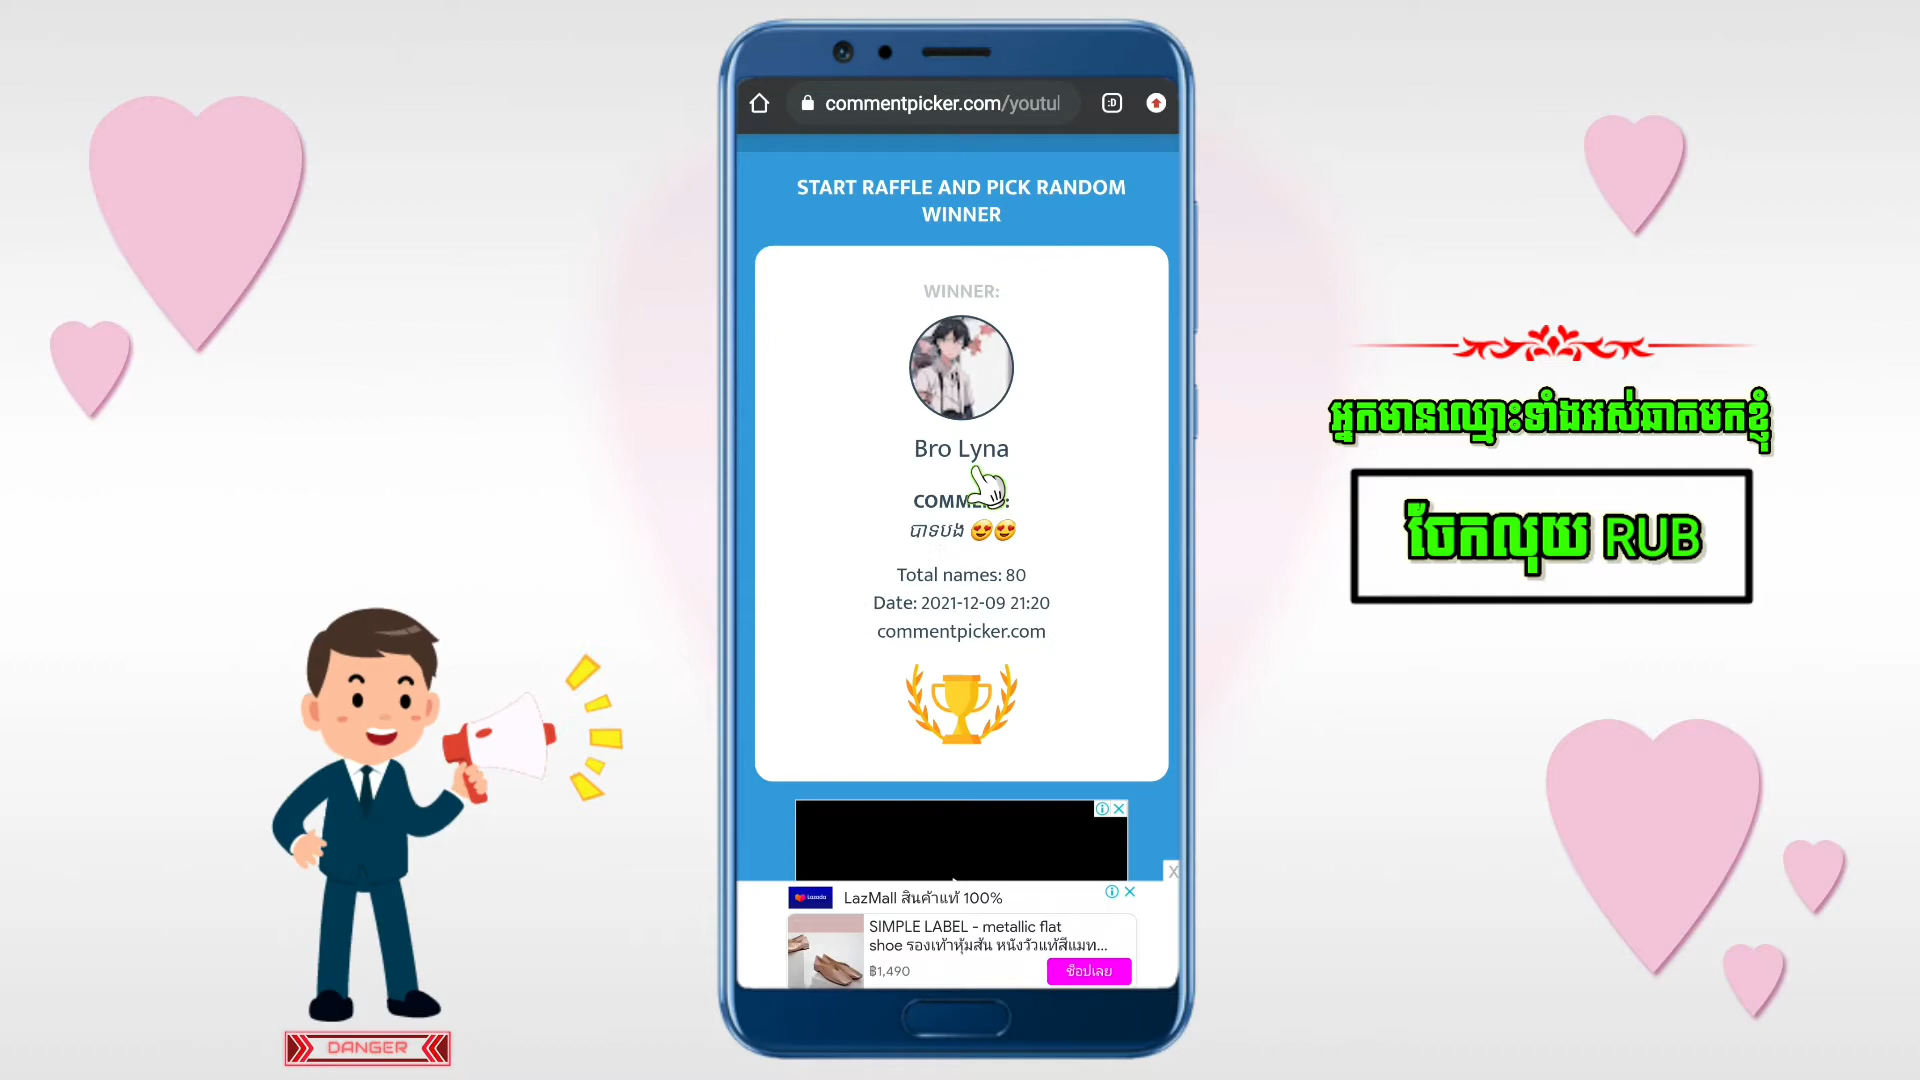 commentpicker.com/youtul
:D
START RAFFLE AND PICK RANDOM
WINNER
WINNER:
Bro Lyna
បាទបង 😍😍
Total names: 80
Date: 2021-12-09 21:20
commentpicker.com
X
Lazada
LazMall สินค้าแท้ 100%
SIMPLE LABEL - metallic flat
shoe รองเท้าหุ้มส้น หนังวัวแท้สีแมท...
฿1,490
ช็อปเลย
អ្នកមានឈ្មោះទាំងអស់ឆាតមកខ្ញុំ
ចែកលុយ RUB
DANGER